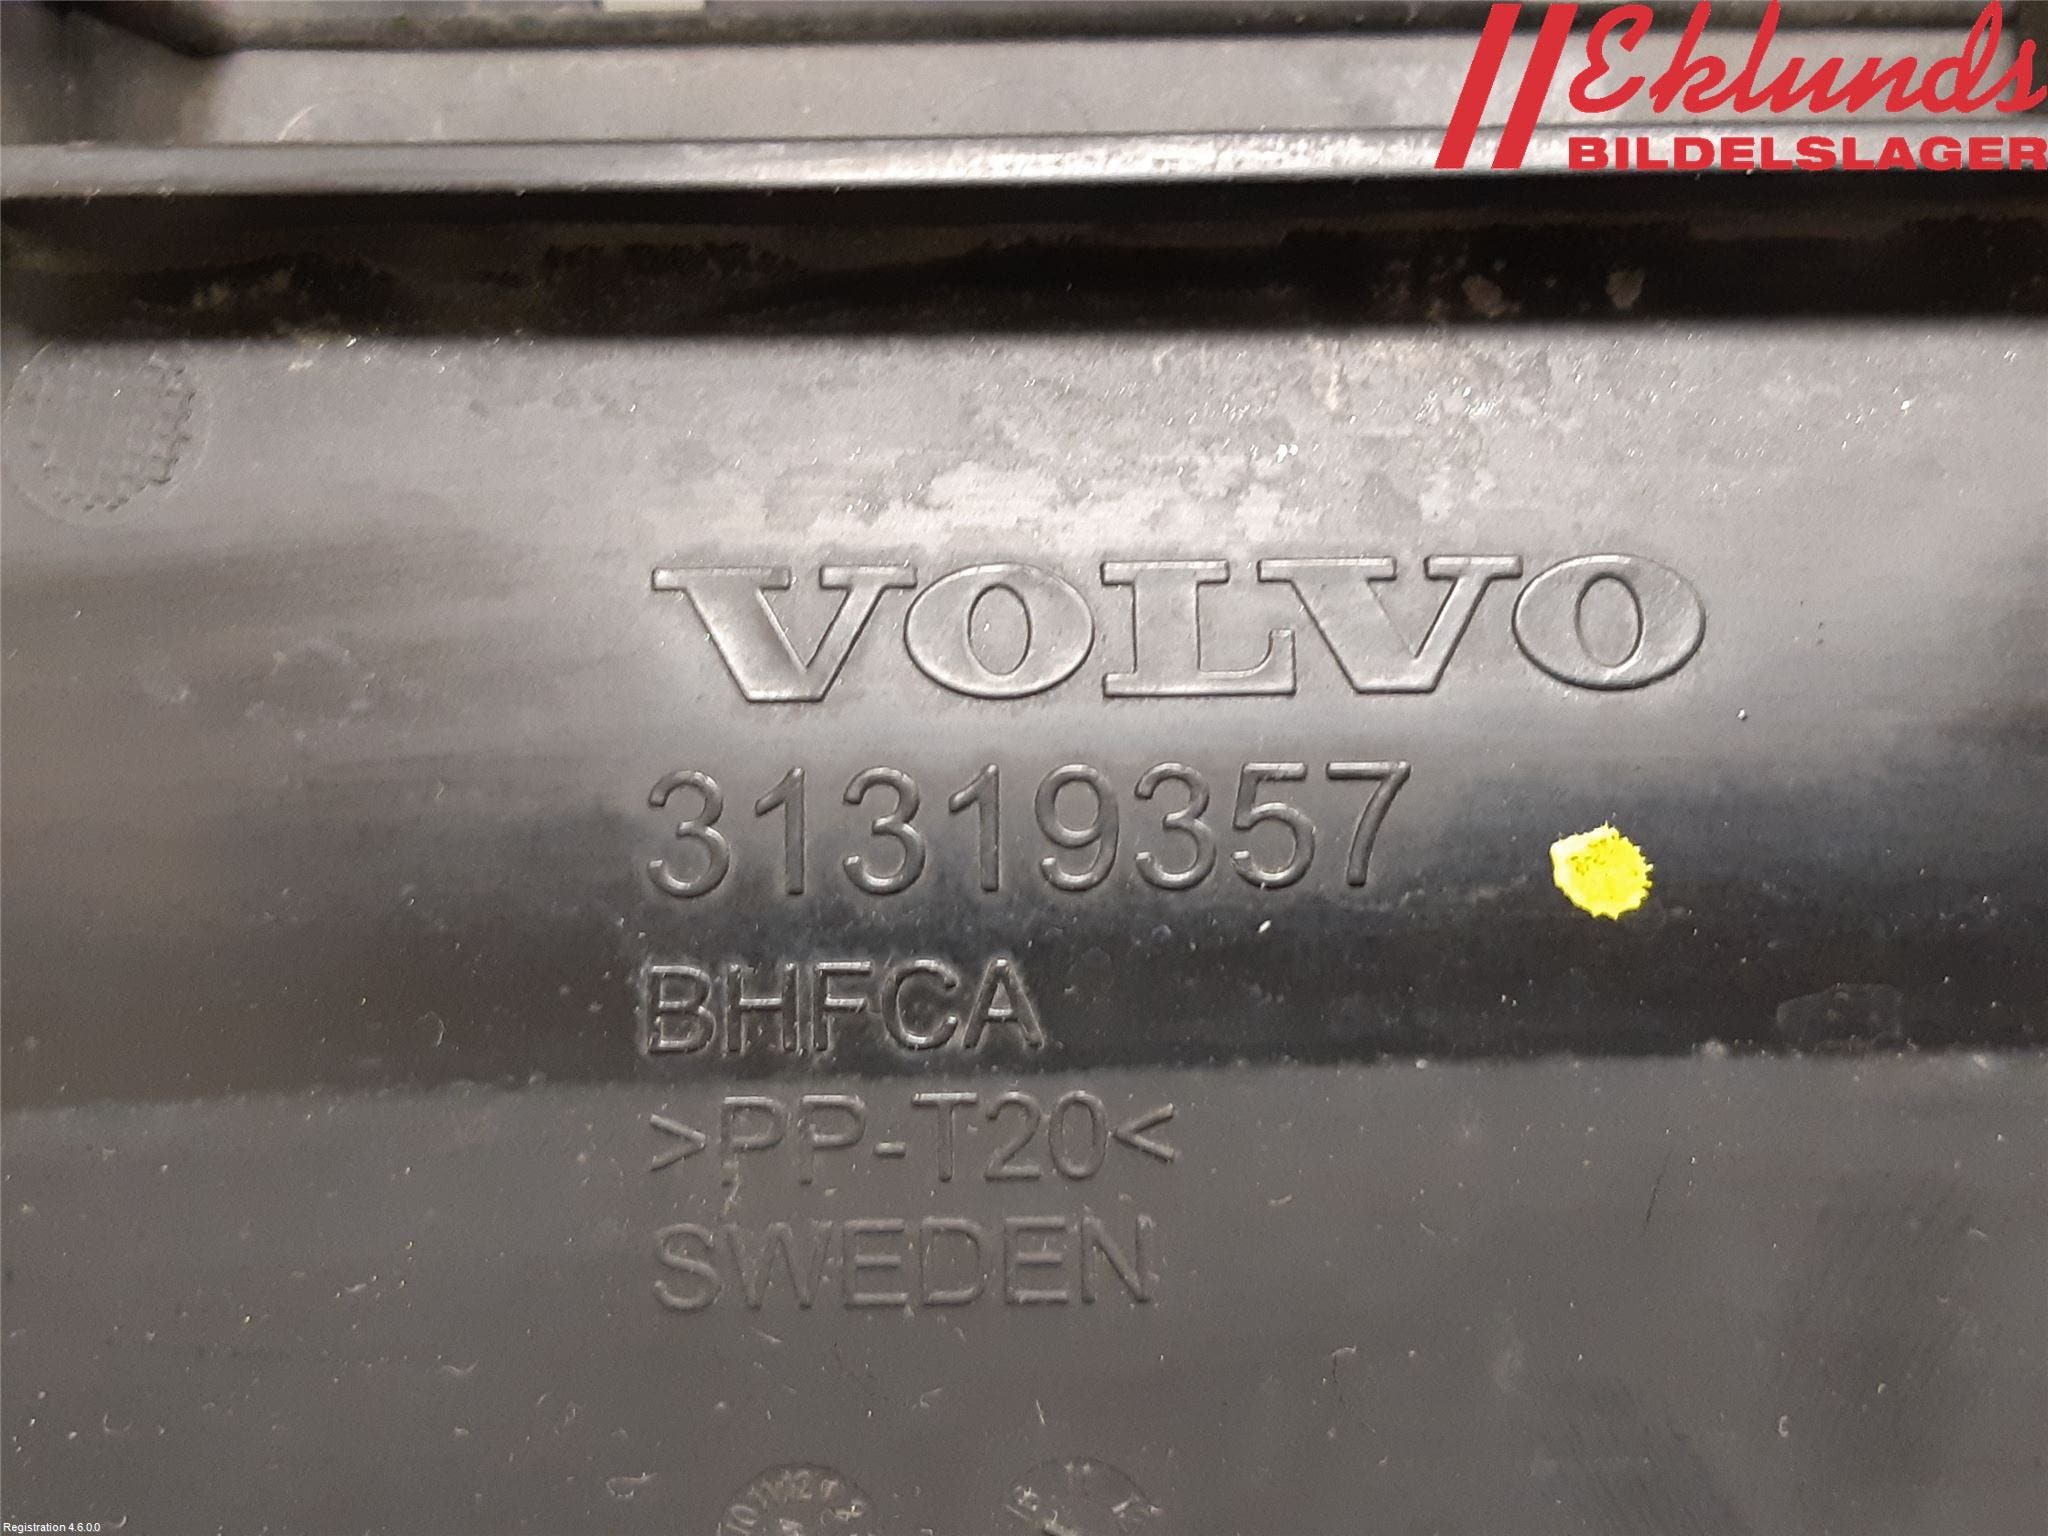 Eklunds
BILDELSLAGER
VOLVO
31319357
BHFCA
>PP-T20<
SWEDEN
Registration 4.6.0.0